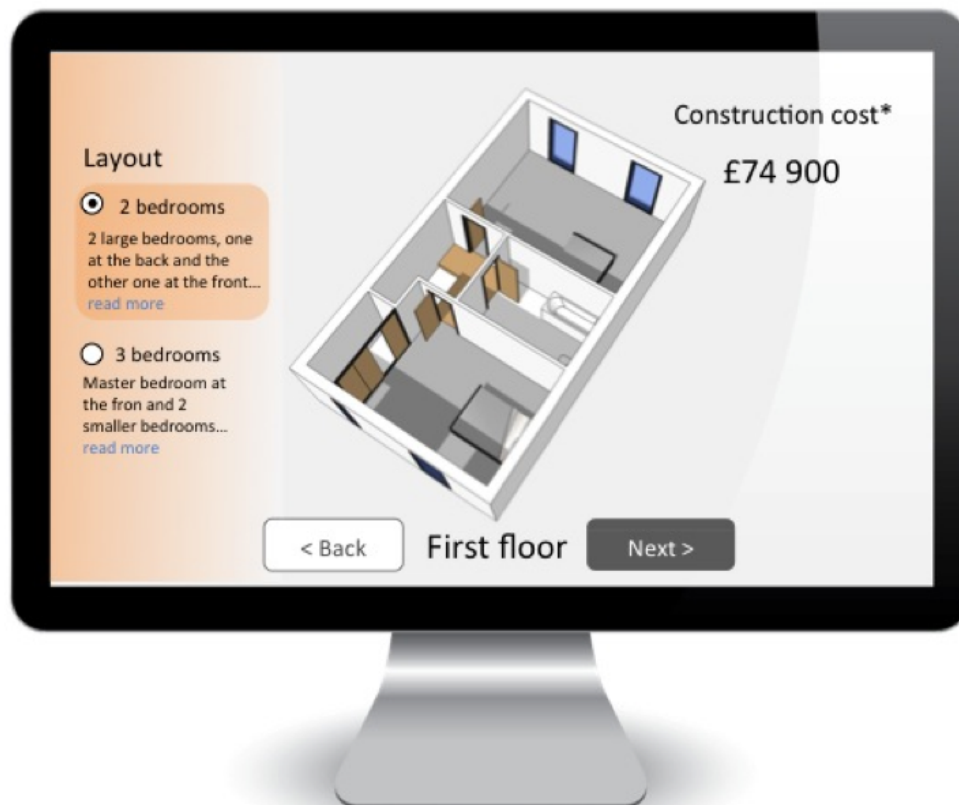 Layout
2 bedrooms
2 large bedrooms, one
at the back and the
other one at the front...
read more
3 bedrooms
Master bedroom at
the fron and 2
smaller bedrooms...
read more
Construction cost*
£74 900
< Back
First floor
Next >